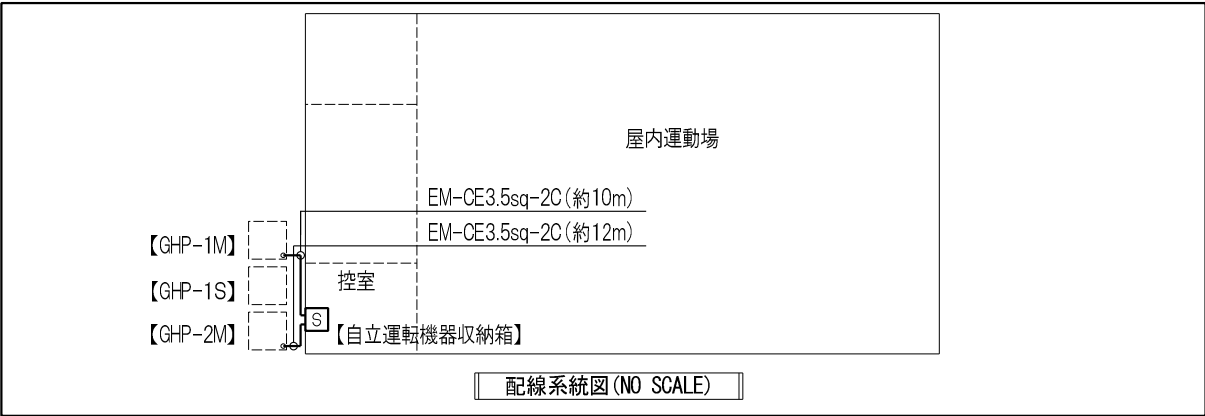 屋内運動場
EM-CE3.5sq-2C(約10m)
EM-CE3.5sq-2C(約12m)
【GHP-1M】
【GHP-1S】
控室
S
【GHP-2M】
【自立運転機器収納箱】
配線系統図(NO SCALE)